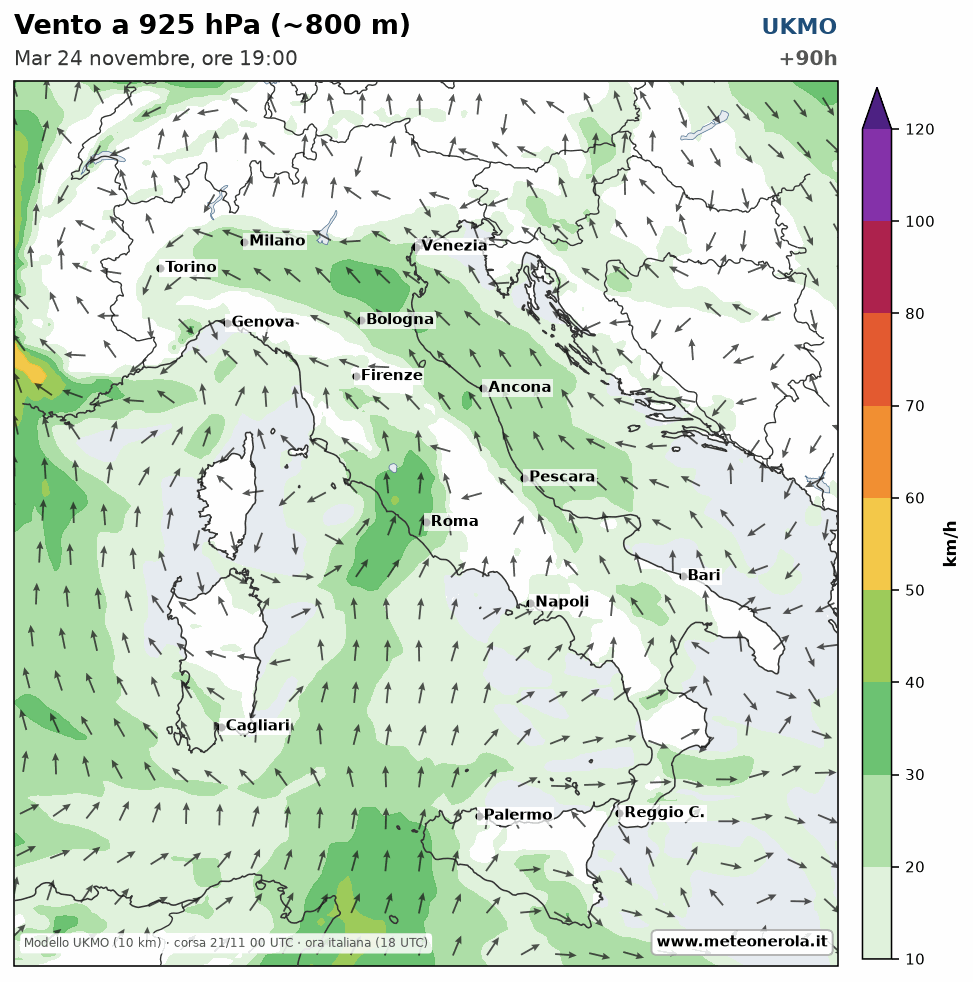 Vento a 925 hPa (~800 m)
UKMO
Mar 24 novembre, ore 19:00
+90h
Milano
Venezia
Torino
Genova
Bologna
Firenze
Ancona
Pescara
Roma
Bari
Napoli
Cagliari
Palermo
Reggio C.
Modello UKMO (10 km) · corsa 21/11 00 UTC · ora italiana (18 UTC)
www.meteonerola.it
120
100
80
70
60
50
40
30
20
10
km/h